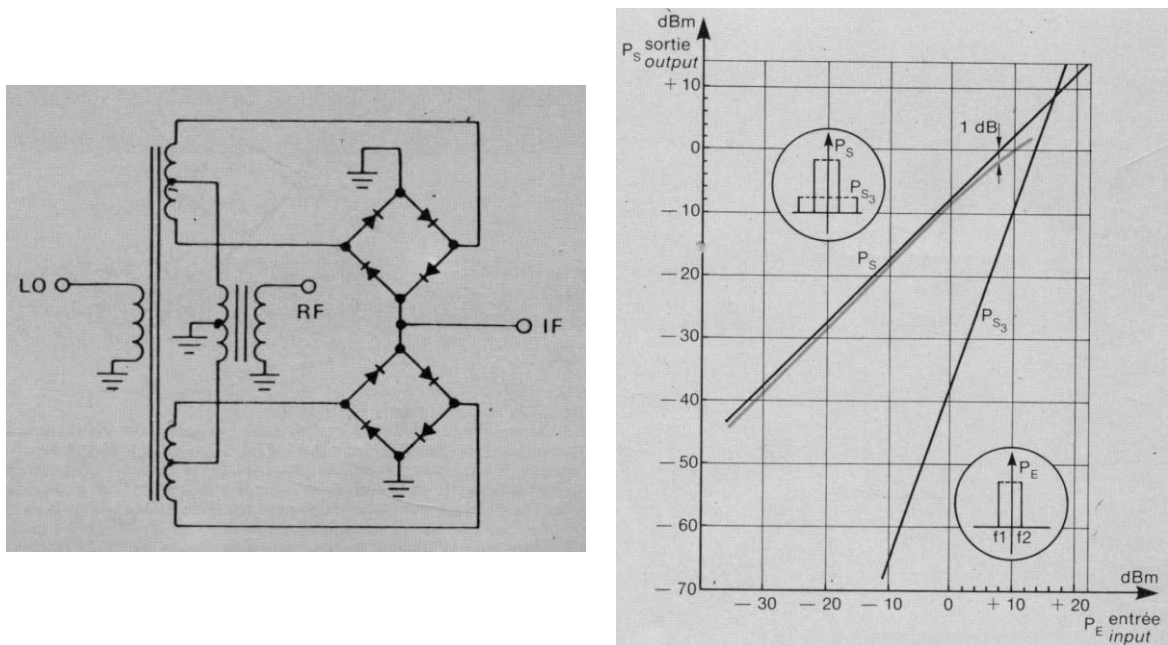 LO
RF
IF
dBm
P_S sortie
output
+ 10
0
— 10
— 20
— 30
— 40
— 50
— 60
— 70
1 dB
P_S
P_S3
P_S
P_S3
P_E
f1 f2
dBm
— 30 — 20 — 10 0 + 10 + 20
P_E entrée
input